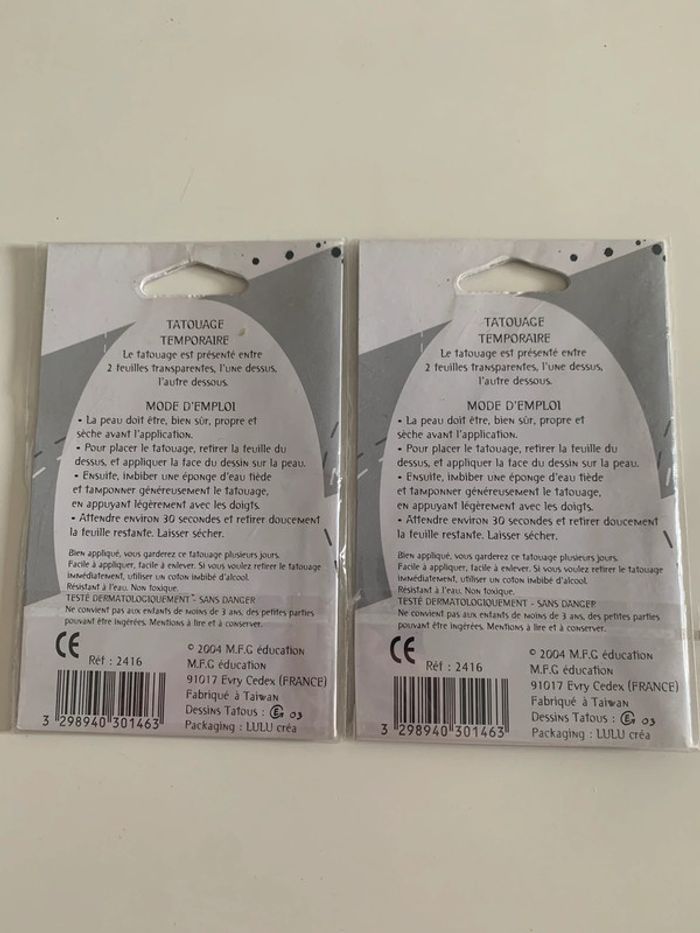 TATOUAGE
TEMPORAIRE
Le tatouage est présenté entre
2 feuilles transparentes, l'une dessus,
l'autre dessous.
MODE D'EMPLOI
• La peau doit être, bien sûr, propre et
sèche avant l'application.
• Pour placer le tatouage, retirer la feuille du
dessus, et appliquer la face du dessin sur la peau.
• Ensuite, imbiber une éponge d'eau tiède
et tamponner généreusement le tatouage,
en appuyant légèrement avec les doigts.
• Attendre environ 30 secondes et retirer doucement
la feuille restante. Laisser sécher.
Bien appliqué, vous garderez ce tatouage plusieurs jours.
Facile à appliquer, facile à enlever. Si vous voulez retirer le tatouage
immédiatement, utiliser un coton imbibé d'alcool.
Résistant à l'eau. Non toxique.
TESTÉ DERMATOLOGIQUEMENT - SANS DANGER
Ne convient pas aux enfants de moins de 3 ans, des petites parties
pouvant être ingérées. Mentions à lire et à conserver.
CE
Réf : 2416
3 298940 301463
© 2004 M.F.G éducation
M.F.G éducation
91017 Evry Cedex (FRANCE)
Fabriqué à Taiwan
Dessins Tatous : 03
Packaging : LULU créa
TATOUAGE
TEMPORAIRE
Le tatouage est présenté entre
2 feuilles transparentes, l'une dessus,
l'autre dessous.
MODE D'EMPLOI
• La peau doit être, bien sûr, propre et
sèche avant l'application.
• Pour placer le tatouage, retirer la feuille du
dessus, et appliquer la face du dessin sur la peau.
• Ensuite, imbiber une éponge d'eau tiède
et tamponner généreusement le tatouage,
en appuyant légèrement avec les doigts.
• Attendre environ 30 secondes et retirer doucement
la feuille restante. Laisser sécher.
Bien appliqué, vous garderez ce tatouage plusieurs jours.
Facile à appliquer, facile à enlever. Si vous voulez retirer le tatouage
immédiatement, utiliser un coton imbibé d'alcool.
Résistant à l'eau. Non toxique.
TESTÉ DERMATOLOGIQUEMENT - SANS DANGER
Ne convient pas aux enfants de moins de 3 ans, des petites parties
pouvant être ingérées. Mentions à lire et à conserver.
CE
Réf : 2416
3 298940 301463
© 2004 M.F.G éducation
M.F.G éducation
91017 Evry Cedex (FRANCE)
Fabriqué à Taiwan
Dessins Tatous : 03
Packaging : LULU créa